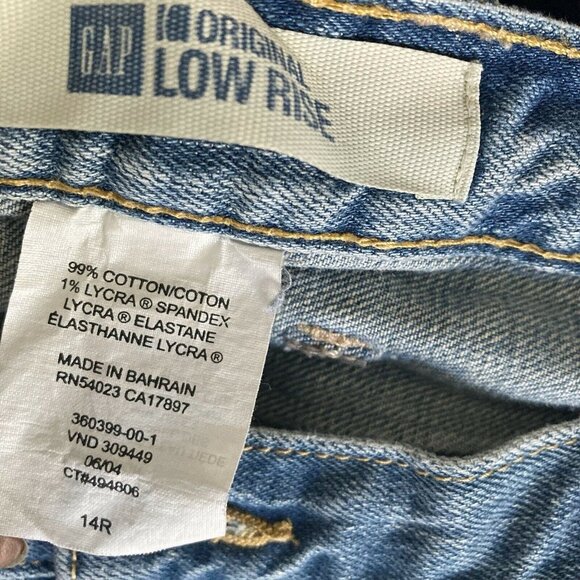 GAP
ORIGINAL
LOW RISE
99% COTTON/COTON
1% LYCRA ® SPANDEX
LYCRA ® ELASTANE
ÉLASTHANNE LYCRA ®
MADE IN BAHRAIN
RN54023 CA17897
360399-00-1
VND 309449
06/04
CT#494806
14R